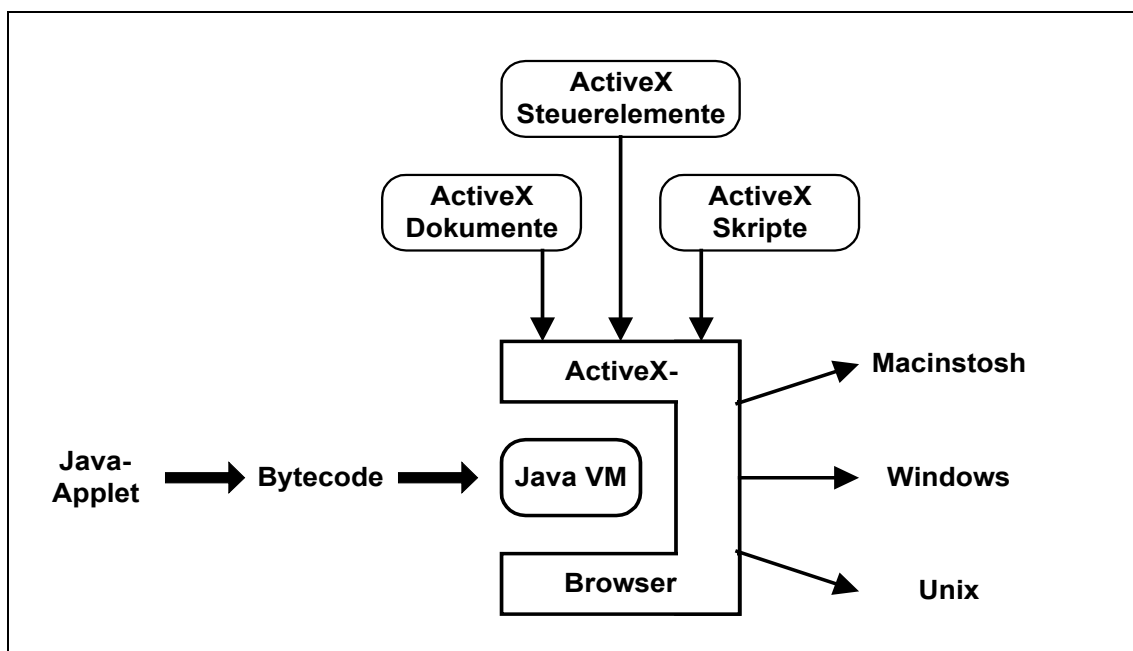 ActiveX
Steuerelemente
ActiveX
Dokumente
ActiveX
Skripte
ActiveX-
Macinstosh
Java-
Applet
Bytecode
Java VM
Windows
Browser
Unix